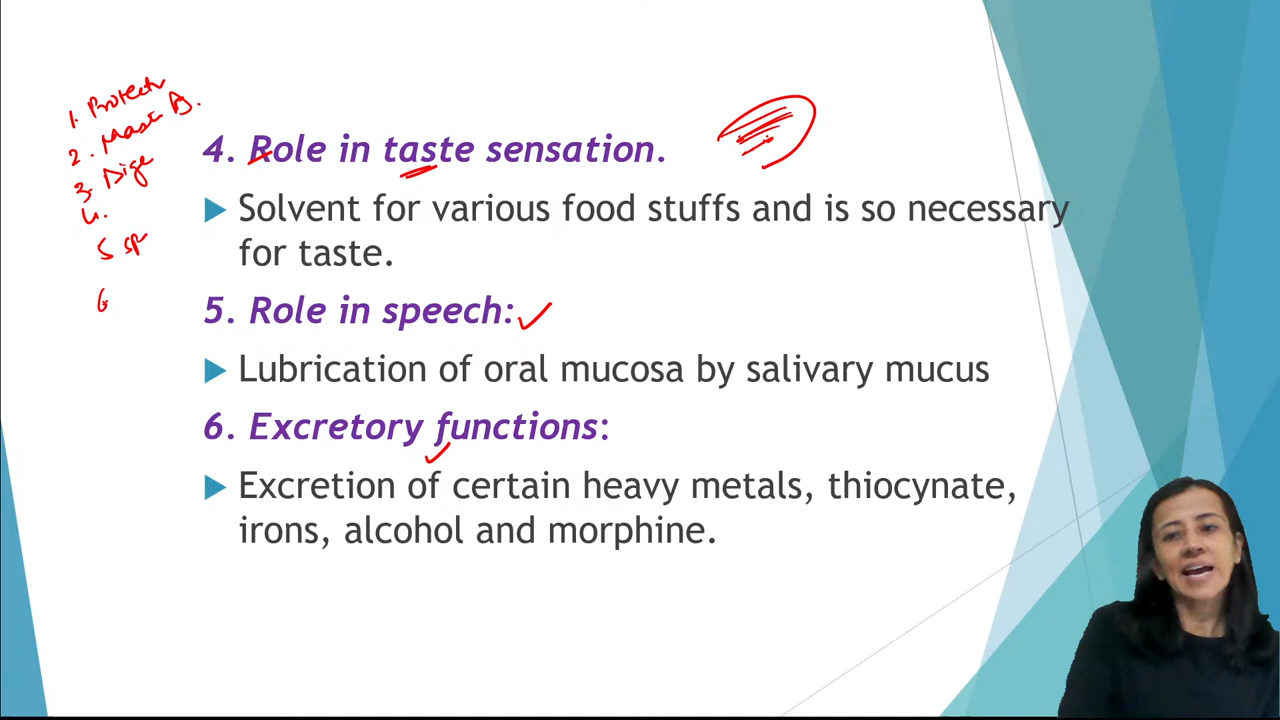 1. Protectn
2. Mast D.
3. Dige
4.
5 sp
6
4. Role in taste sensation.
Solvent for various food stuffs and is so necessary
for taste.
5. Role in speech:
Lubrication of oral mucosa by salivary mucus
6. Excretory functions:
Excretion of certain heavy metals, thiocynate,
irons, alcohol and morphine.